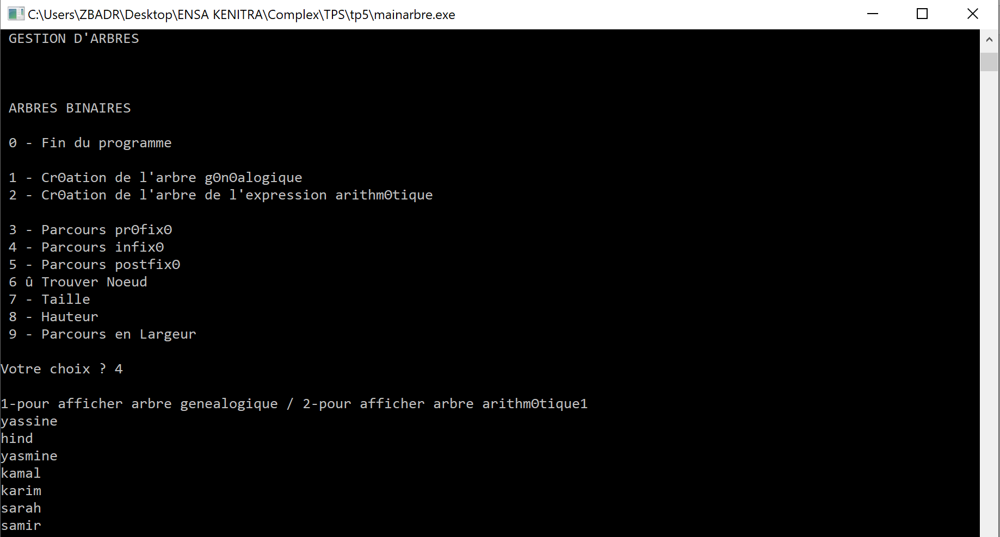 C:\Users\ZBADR\Desktop\ENSA KENITRA\Complex\TPS\tp5\mainarbre.exe
GESTION D'ARBRES
ARBRES BINAIRES
0 - Fin du programme
1 - CrΘation de l'arbre gΘnΘalogique
2 - CrΘation de l'arbre de l'expression arithmΘtique
3 - Parcours prΘfixΘ
4 - Parcours infixΘ
5 - Parcours postfixΘ
6 û Trouver Noeud
7 - Taille
8 - Hauteur
9 - Parcours en Largeur
Votre choix ? 4
1-pour afficher arbre genealogique / 2-pour afficher arbre arithmΘtique1
yassine
hind
yasmine
kamal
karim
sarah
samir